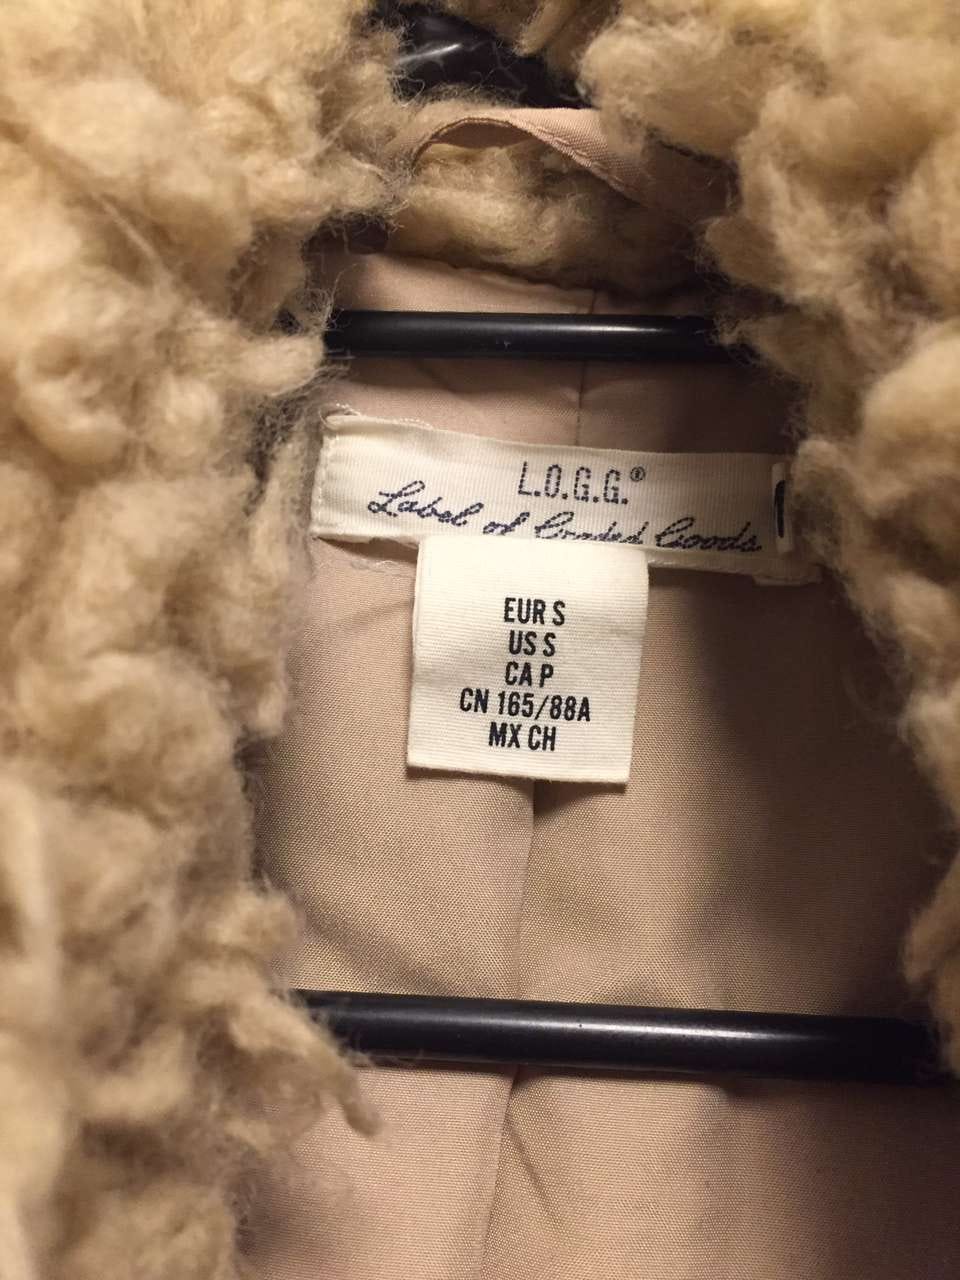 L.O.G.G.®
Label of Graded Goods
EUR S
US S
CA P
CN 165/88A
MX CH